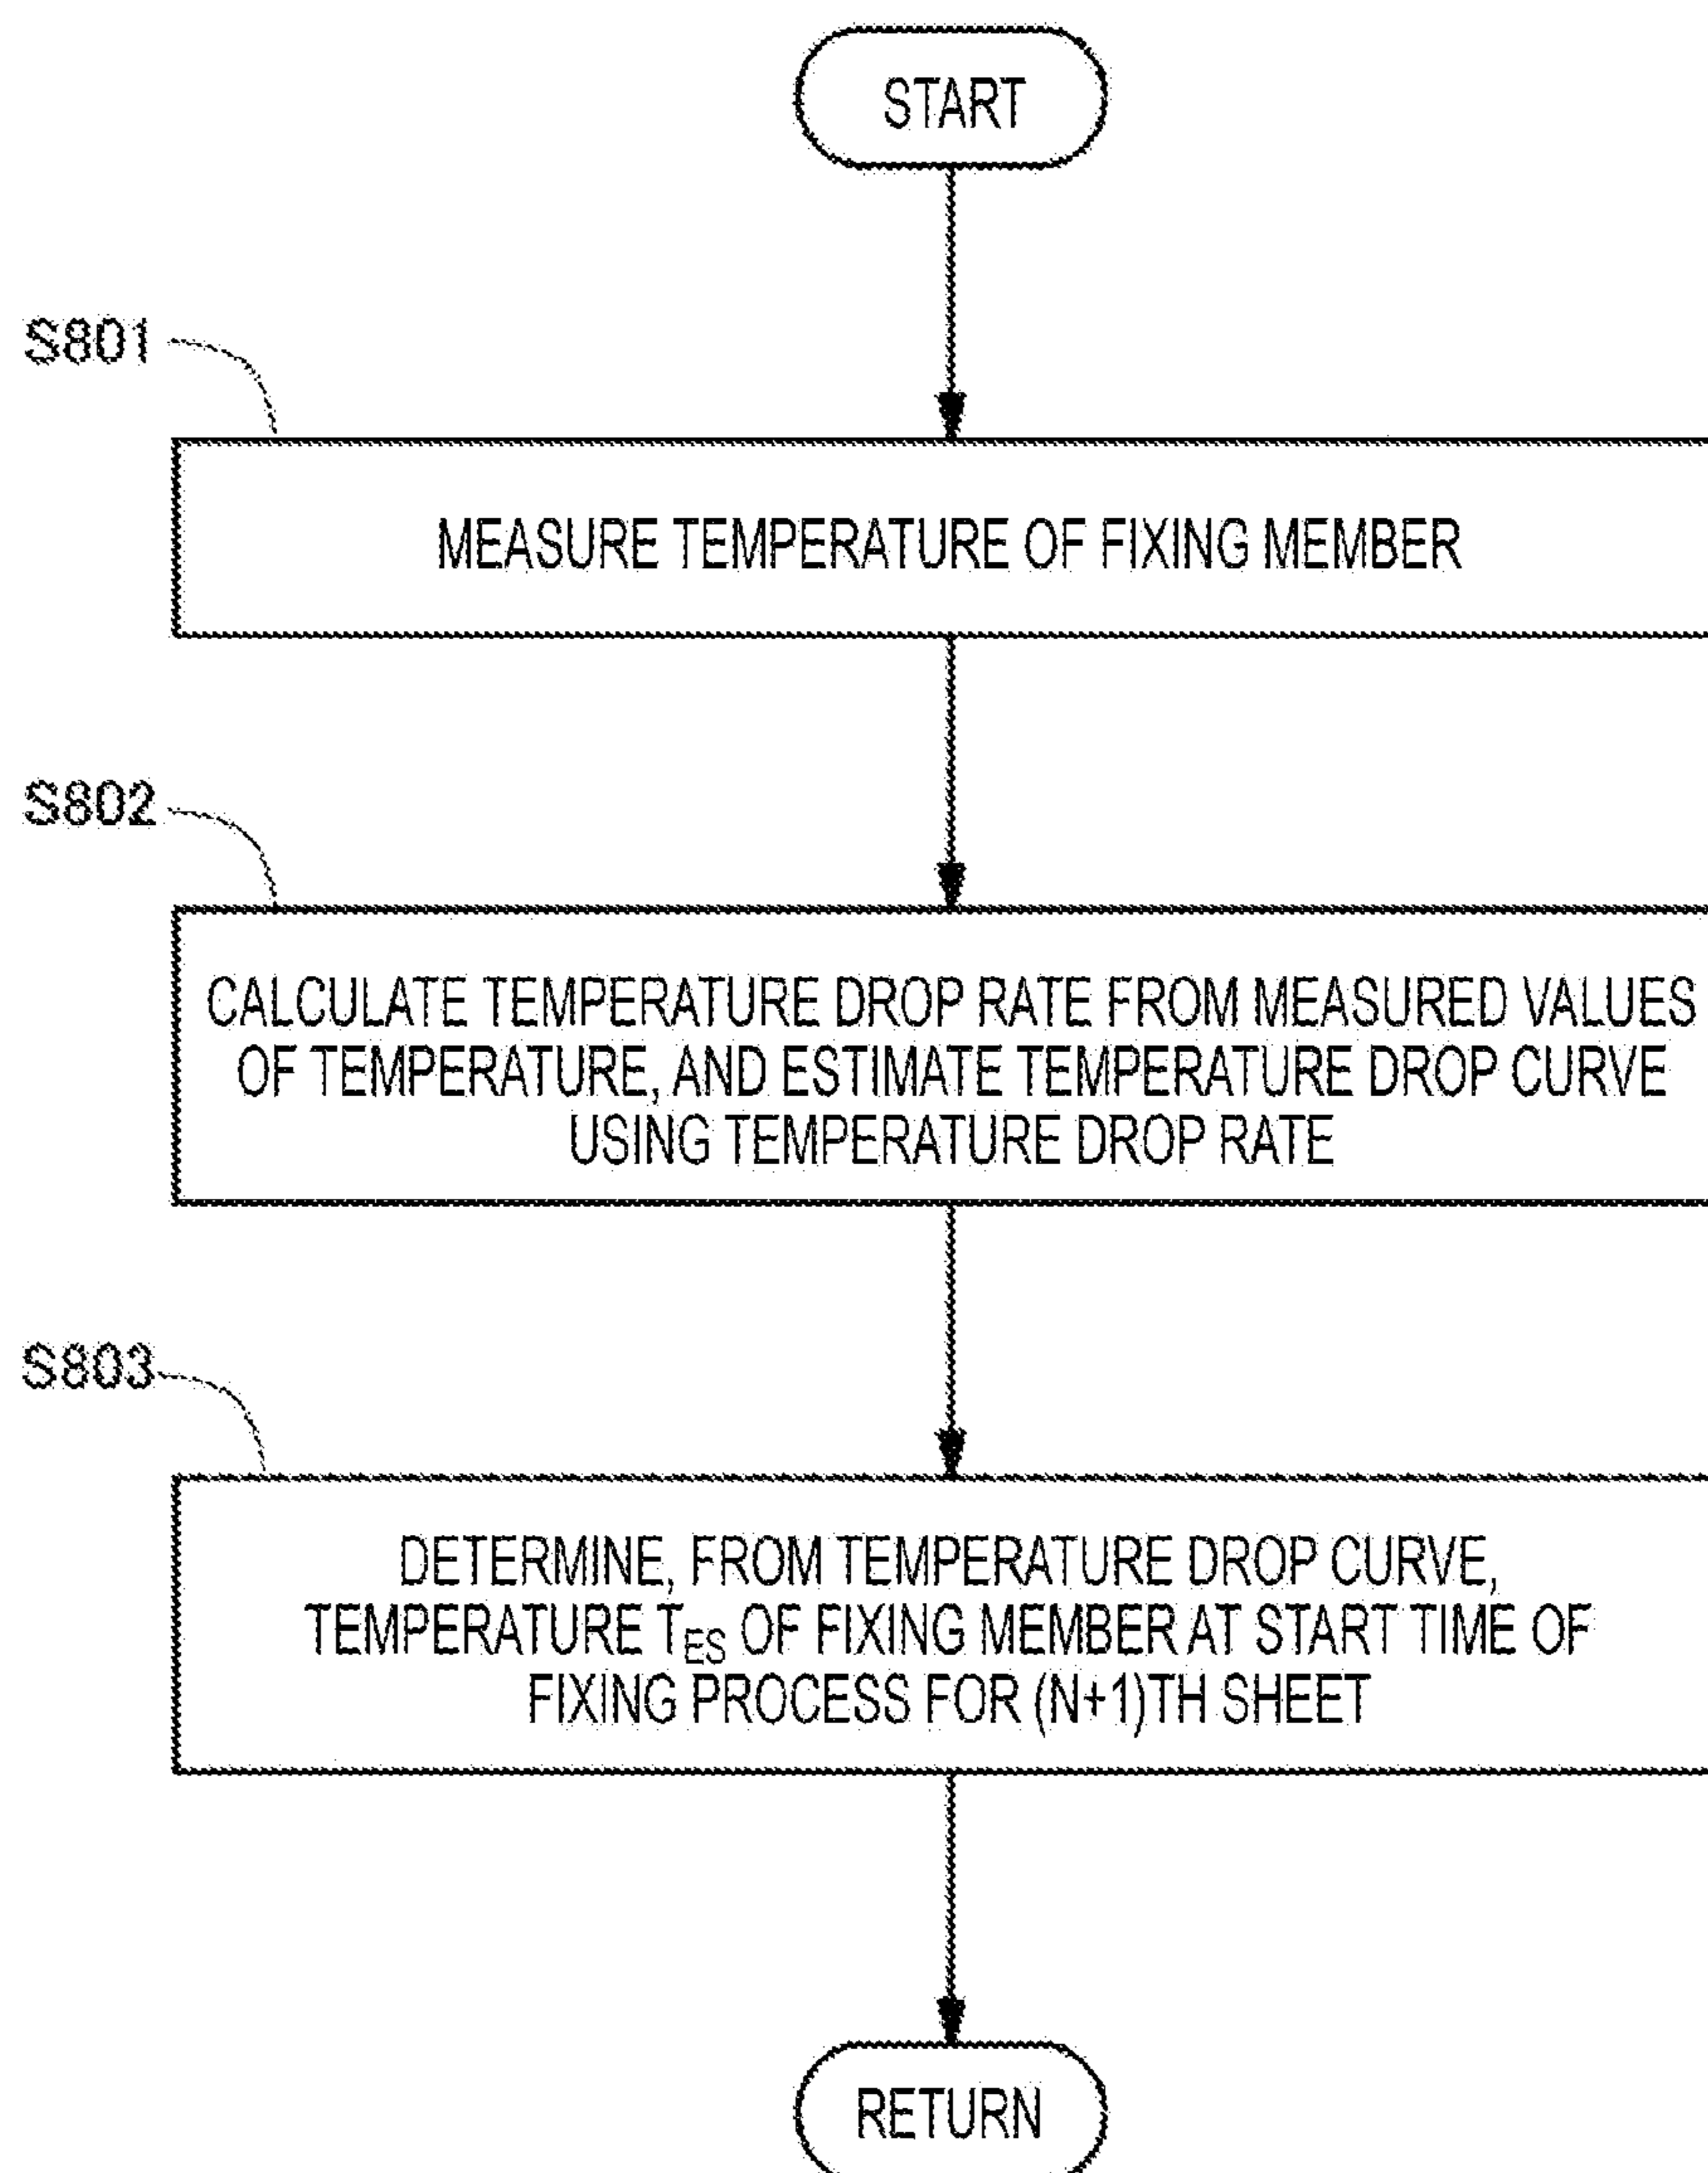 START
S801
MEASURE TEMPERATURE OF FIXING MEMBER
S802
CALCULATE TEMPERATURE DROP RATE FROM MEASURED VALUES
OF TEMPERATURE, AND ESTIMATE TEMPERATURE DROP CURVE
USING TEMPERATURE DROP RATE
S803
DETERMINE, FROM TEMPERATURE DROP CURVE,
TEMPERATURE TES OF FIXING MEMBER AT START TIME OF
FIXING PROCESS FOR (N+1)TH SHEET
RETURN